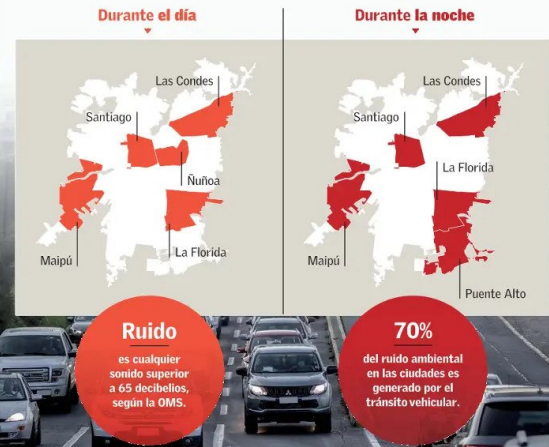 Durante el día
Las Condes
Santiago
Ñuñoa
La Florida
Maipú
Durante la noche
Las Condes
Santiago
La Florida
Maipú
Puente Alto
Ruido
es cualquier
sonido superior
a 65 decibelios,
según la OMS.
70%
del ruido ambiental
en las ciudades es
generado por el
tránsito vehicular.